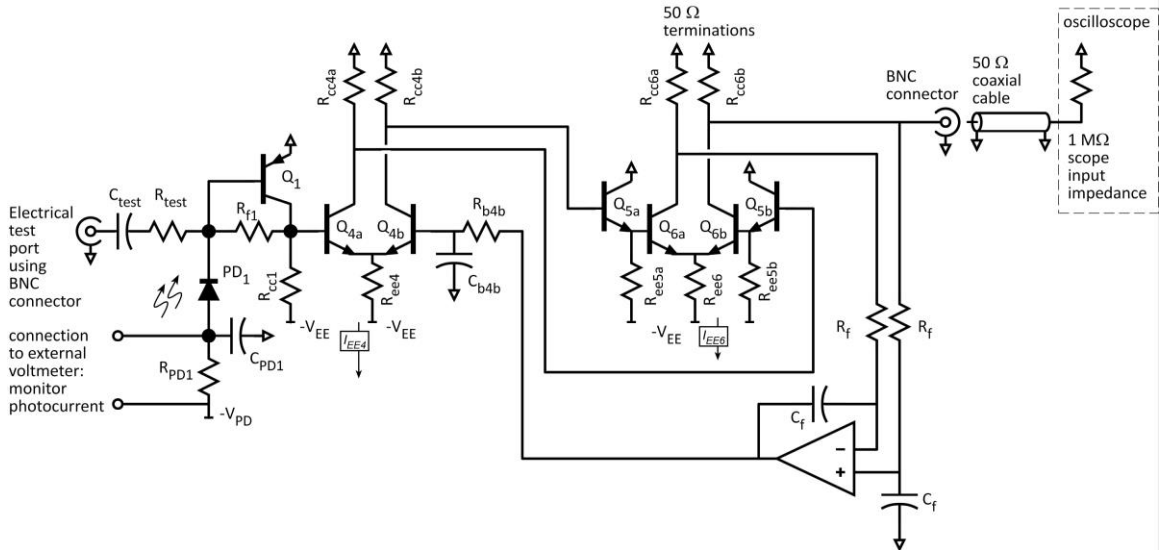 50 Ω
terminations
oscilloscope
50 Ω
coaxial
cable
BNC
connector
R_cc4a
R_cc4b
R_cc6a
R_cc6b
1 MΩ
scope
input
impedance
Q_1
C_test
R_test
R_f1
Electrical
test
port
using
BNC
connector
Q_4a
Q_4b
R_b4b
Q_5a
Q_5b
Q_6a
Q_6b
PD_1
R_cc1
R_ee4
C_b4b
R_ee5a
R_ee6
R_ee5b
-V_EE
-V_EE
-V_EE
I_EE4
I_EE6
connection
to external
voltmeter:
monitor
photocurrent
C_PD1
R_PD1
-V_PD
R_f
R_f
C_f
−
+
C_f